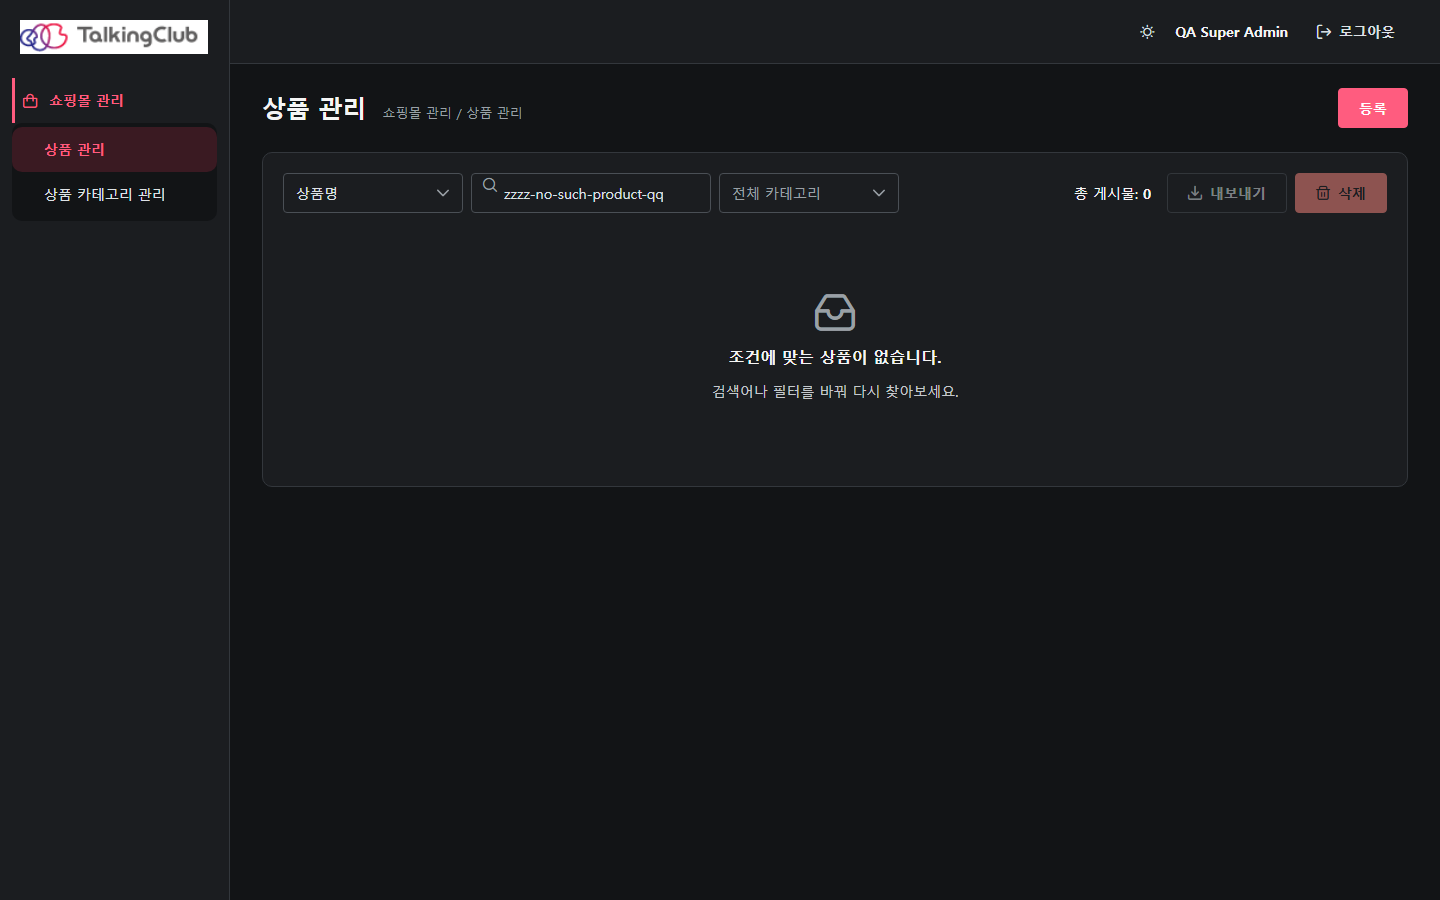 TalkingClub
QA Super Admin
로그아웃
쇼핑몰 관리
상품 관리
상품 카테고리 관리
상품 관리
쇼핑몰 관리 / 상품 관리
등록
상품명
zzzz-no-such-product-qq
전체 카테고리
총 게시물: 0
내보내기
삭제
조건에 맞는 상품이 없습니다.
검색어나 필터를 바꿔 다시 찾아보세요.